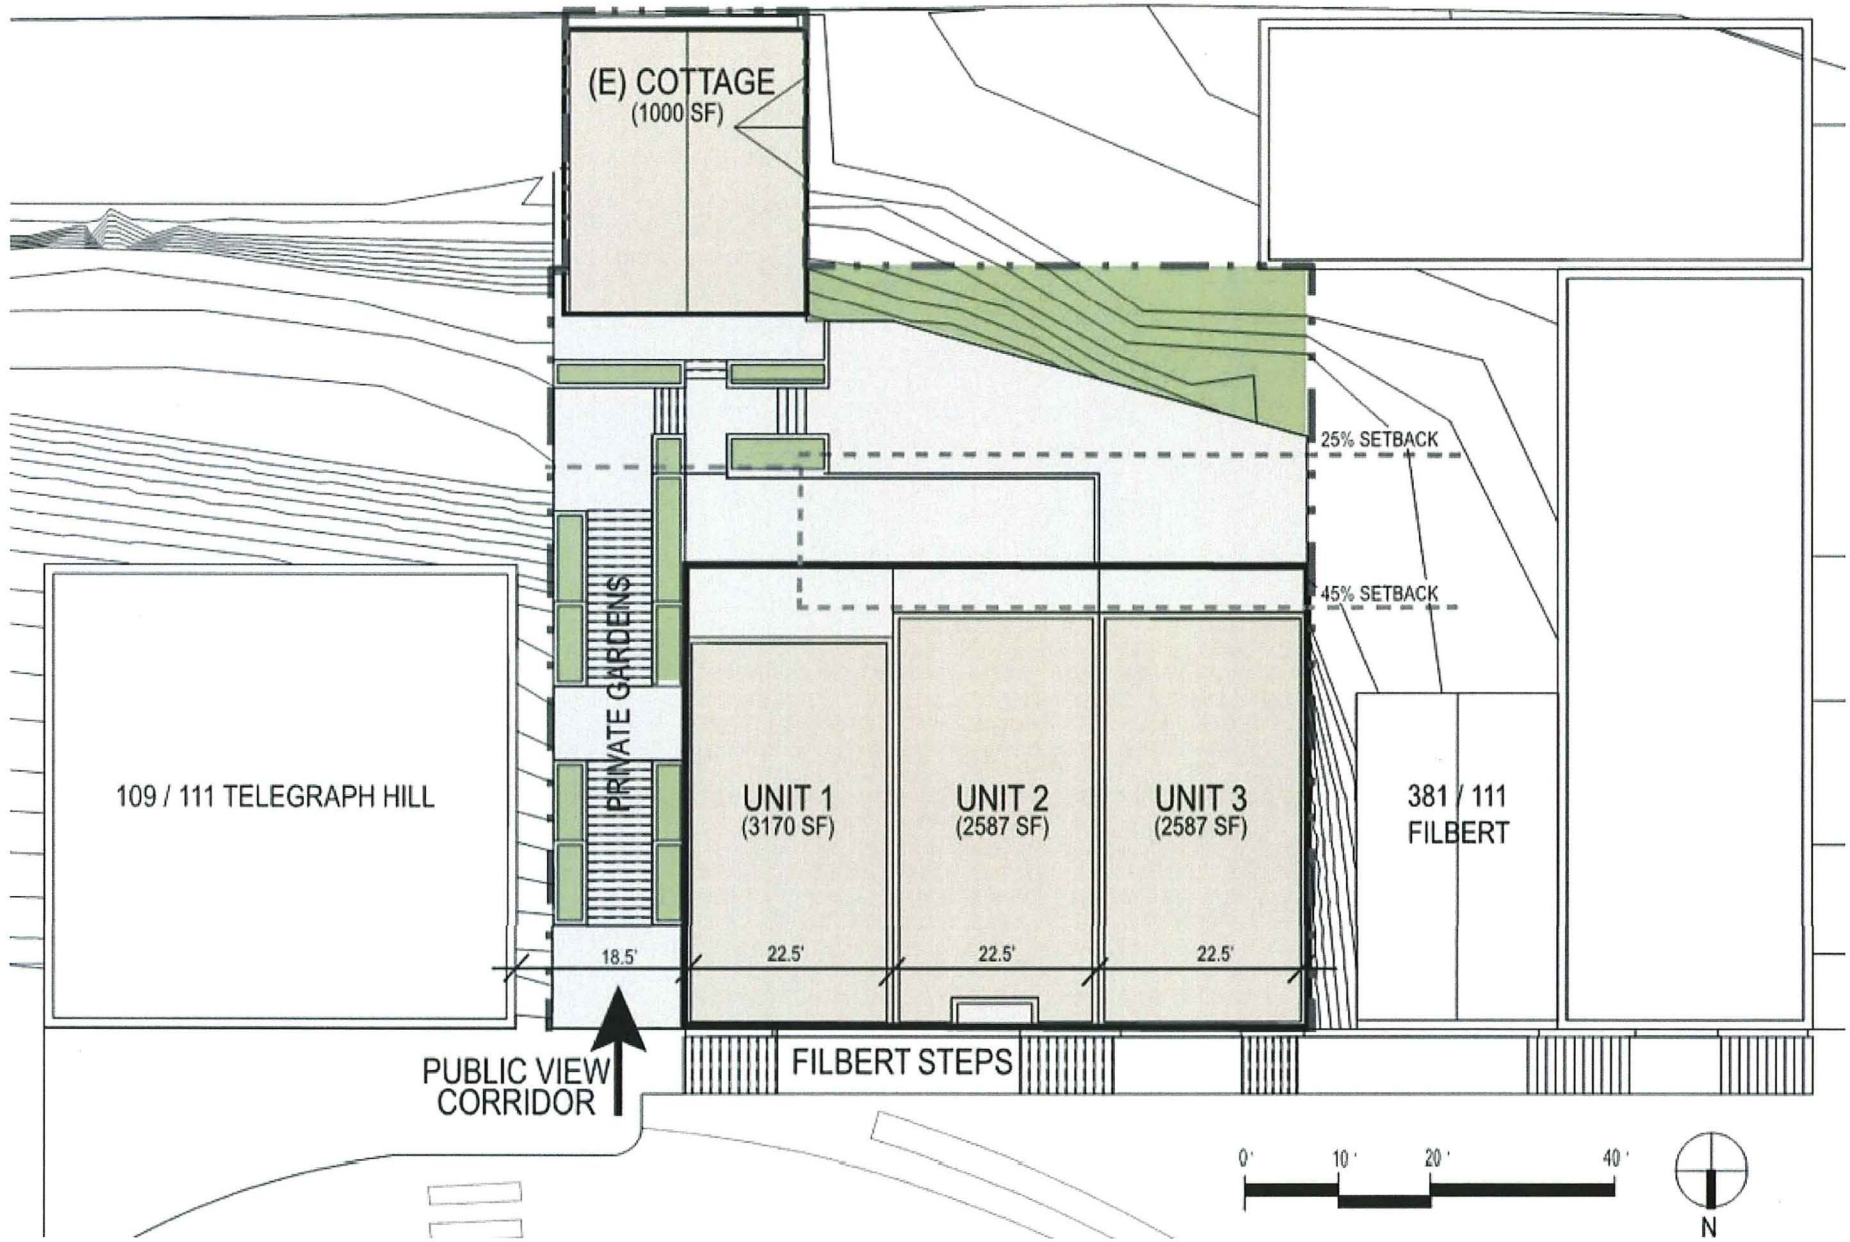 (E) COTTAGE
(1000 SF)
25% SETBACK
45% SETBACK
PRIVATE GARDENS
109 / 111 TELEGRAPH HILL
UNIT 1
(3170 SF)
UNIT 2
(2587 SF)
UNIT 3
(2587 SF)
381 / 111
FILBERT
18.5'
22.5'
22.5'
22.5'
PUBLIC VIEW
CORRIDOR
FILBERT STEPS
0'
10'
20'
40'
N